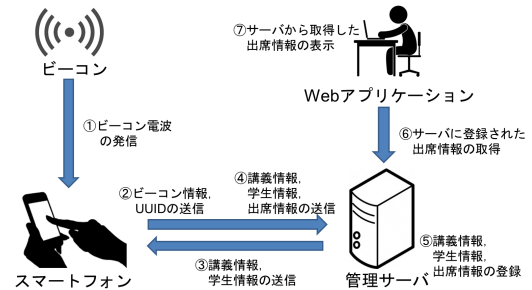 ⑦サーバから取得した
出席情報の表示
ビーコン
Webアプリケーション
①ビーコン電波
の発信
⑥サーバに登録された
出席情報の取得
②ビーコン情報,
UUIDの送信
④講義情報,
学生情報,
出席情報の送信
③講義情報,
学生情報の送信
⑤講義情報,
学生情報,
出席情報の登録
スマートフォン
管理サーバ